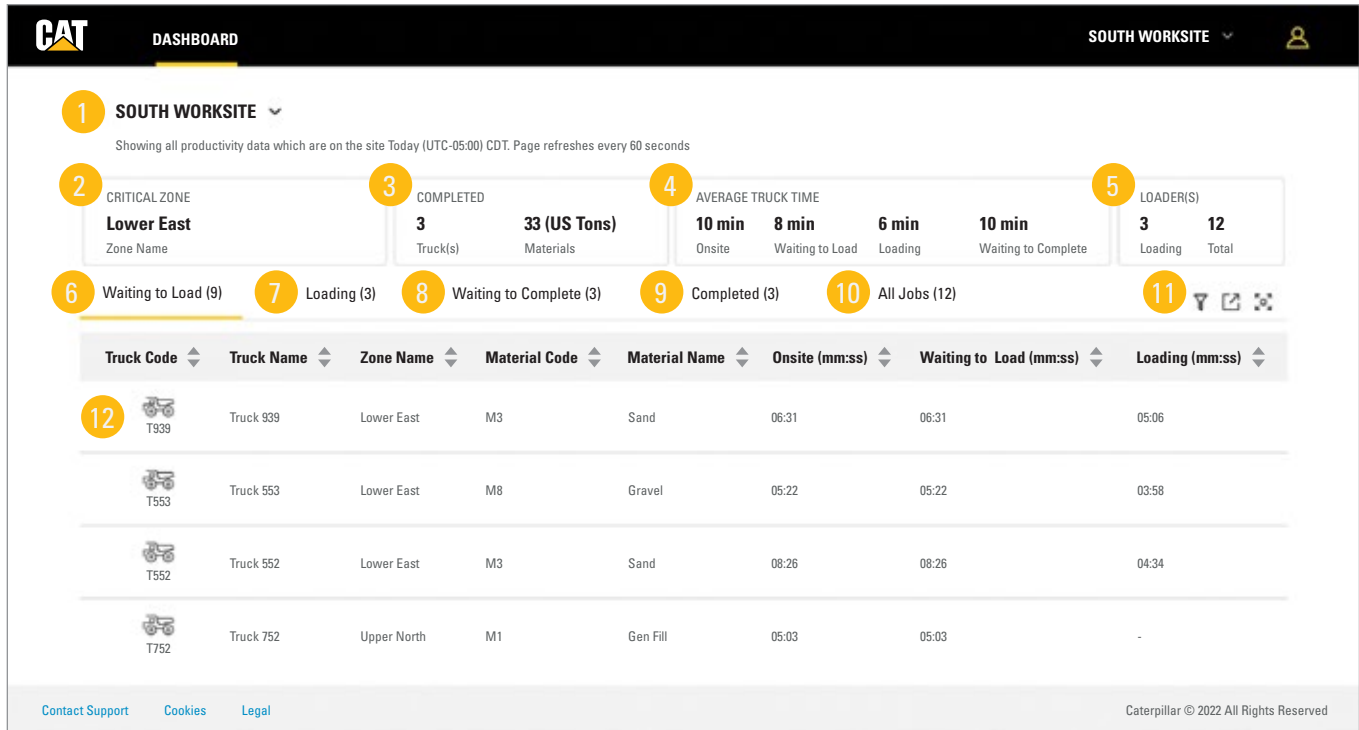 CAT DASHBOARD SOUTH WORKSITE
1 SOUTH WORKSITE
Showing all productivity data which are on the site Today (UTC-05:00) CDT. Page refreshes every 60 seconds
2 CRITICAL ZONE
Lower East
Zone Name
3 COMPLETED
3 33 (US Tons)
Truck(s) Materials
4 AVERAGE TRUCK TIME
10 min 8 min 6 min 10 min
Onsite Waiting to Load Loading Waiting to Complete
5 LOADER(S)
3 12
Loading Total
6 Waiting to Load (9) 7 Loading (3) 8 Waiting to Complete (3) 9 Completed (3) 10 All Jobs (12) 11
Truck Code Truck Name Zone Name Material Code Material Name Onsite (mm:ss) Waiting to Load (mm:ss) Loading (mm:ss)
12 T939 Truck 939 Lower East M3 Sand 06:31 06:31 05:06
T553 Truck 553 Lower East M8 Gravel 05:22 05:22 03:58
T552 Truck 552 Lower East M3 Sand 08:26 08:26 04:34
T752 Truck 752 Upper North M1 Gen Fill 05:03 05:03 -
Contact Support Cookies Legal Caterpillar © 2022 All Rights Reserved